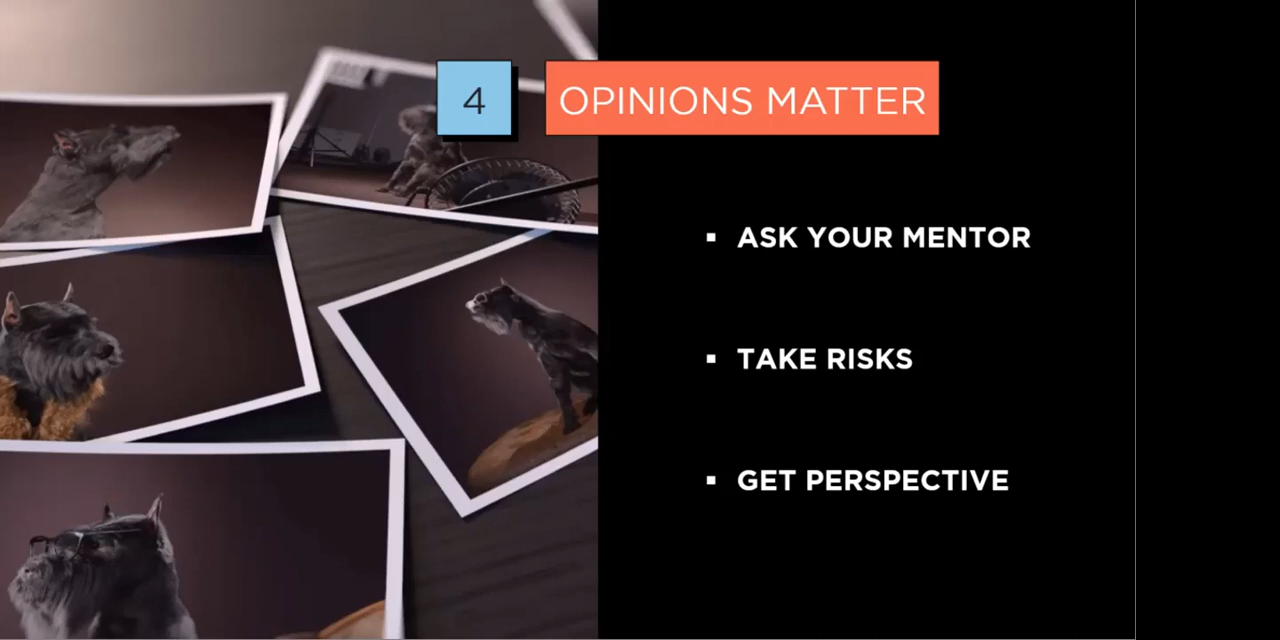 4 OPINIONS MATTER
▪ ASK YOUR MENTOR
▪ TAKE RISKS
▪ GET PERSPECTIVE